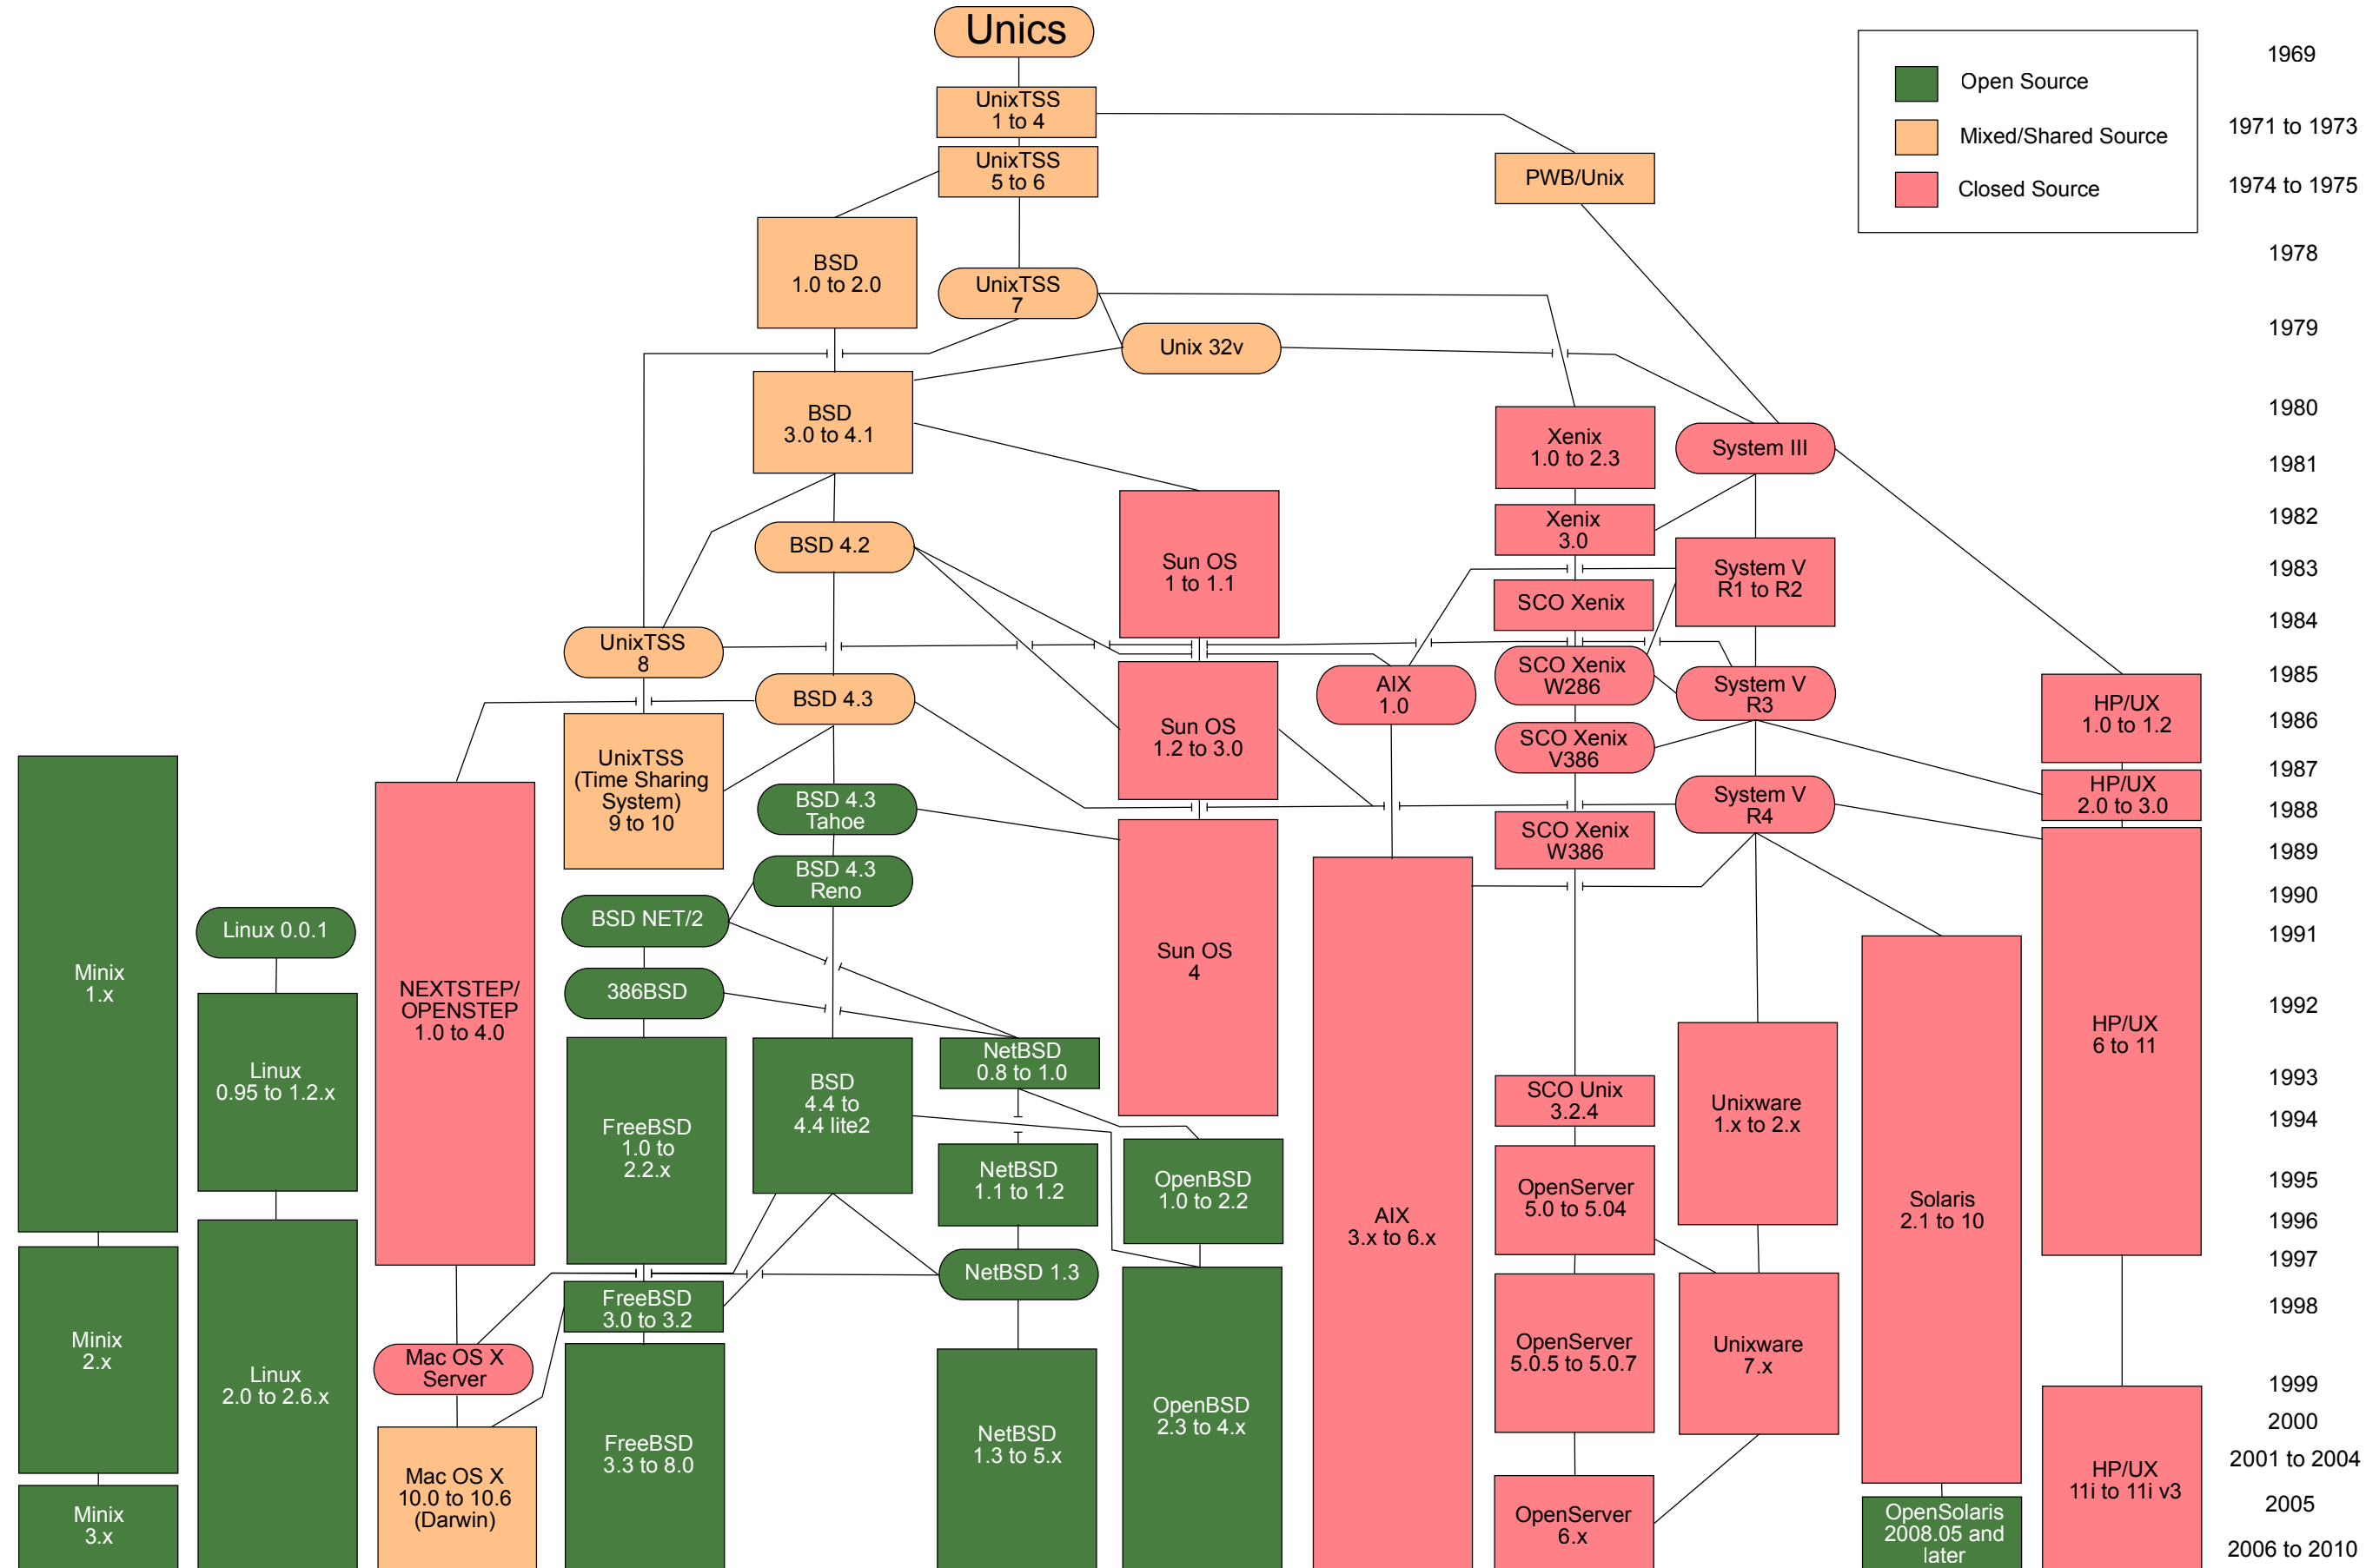 Unics
1969
Open Source
UnixTSS
1 to 4
1971 to 1973
Mixed/Shared Source
UnixTSS
5 to 6
PWB/Unix
1974 to 1975
Closed Source
BSD
1.0 to 2.0
1978
UnixTSS
7
1979
Unix 32v
BSD
3.0 to 4.1
1980
Xenix
1.0 to 2.3
System III
1981
Xenix
3.0
1982
BSD 4.2
Sun OS
1 to 1.1
System V
R1 to R2
1983
SCO Xenix
1984
UnixTSS
8
SCO Xenix
W286
AIX
1.0
System V
R3
1985
BSD 4.3
HP/UX
1.0 to 1.2
1986
Sun OS
1.2 to 3.0
SCO Xenix
V386
UnixTSS
(Time Sharing
System)
9 to 10
1987
HP/UX
2.0 to 3.0
BSD 4.3
Tahoe
System V
R4
1988
SCO Xenix
W386
1989
BSD 4.3
Reno
1990
BSD NET/2
Linux 0.0.1
1991
Minix
1.x
Sun OS
4
NEXTSTEP/
OPENSTEP
1.0 to 4.0
386BSD
1992
HP/UX
6 to 11
NetBSD
0.8 to 1.0
Linux
0.95 to 1.2.x
BSD
4.4 to
4.4 lite2
1993
SCO Unix
3.2.4
Unixware
1.x to 2.x
1994
FreeBSD
1.0 to
2.2.x
NetBSD
1.1 to 1.2
OpenBSD
1.0 to 2.2
1995
OpenServer
5.0 to 5.04
Solaris
2.1 to 10
AIX
3.x to 6.x
1996
1997
NetBSD 1.3
FreeBSD
3.0 to 3.2
1998
Minix
2.x
Mac OS X
Server
OpenServer
5.0.5 to 5.0.7
Unixware
7.x
Linux
2.0 to 2.6.x
1999
OpenBSD
2.3 to 4.x
2000
NetBSD
1.3 to 5.x
FreeBSD
3.3 to 8.0
2001 to 2004
Mac OS X
10.0 to 10.6
(Darwin)
HP/UX
11i to 11i v3
Minix
3.x
OpenServer
6.x
2005
OpenSolaris
2008.05 and
later
2006 to 2010